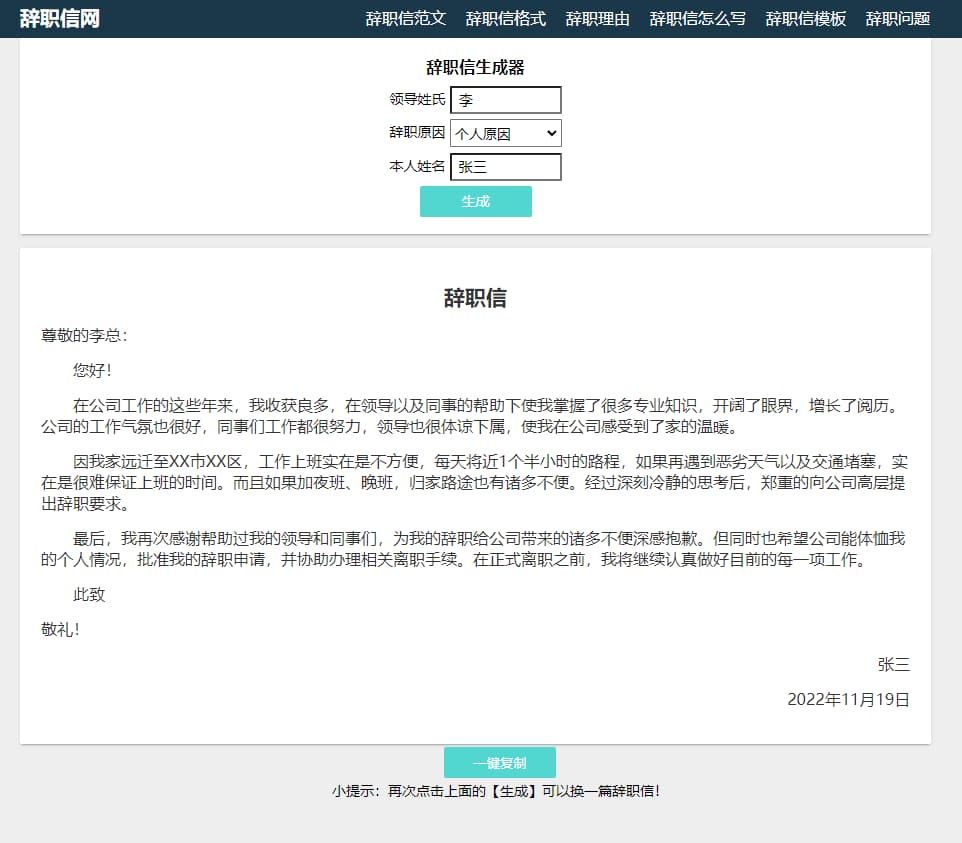 辞职信网
辞职信范文 辞职信格式 辞职理由 辞职信怎么写 辞职信模板 辞职问题
辞职信生成器
领导姓氏 李
辞职原因 个人原因
本人姓名 张三
生成
辞职信
尊敬的李总：
您好！
在公司工作的这些年来，我收获良多，在领导以及同事的帮助下使我掌握了很多专业知识，开阔了眼界，增长了阅历。
公司的工作气氛也很好，同事们工作都很努力，领导也很体谅下属，使我在公司感受到了家的温暖。
因我家远迁至XX市XX区，工作上班实在是不方便，每天将近1个半小时的路程，如果再遇到恶劣天气以及交通堵塞，实
在是很难保证上班的时间。而且如果加夜班、晚班，归家路途也有诸多不便。经过深刻冷静的思考后，郑重的向公司高层提
出辞职要求。
最后，我再次感谢帮助过我的领导和同事们，为我的辞职给公司带来的诸多不便深感抱歉。但同时也希望公司能体恤我
的个人情况，批准我的辞职申请，并协助办理相关离职手续。在正式离职之前，我将继续认真做好目前的每一项工作。
此致
敬礼！
张三
2022年11月19日
一键复制
小提示：再次点击上面的【生成】可以换一篇辞职信！